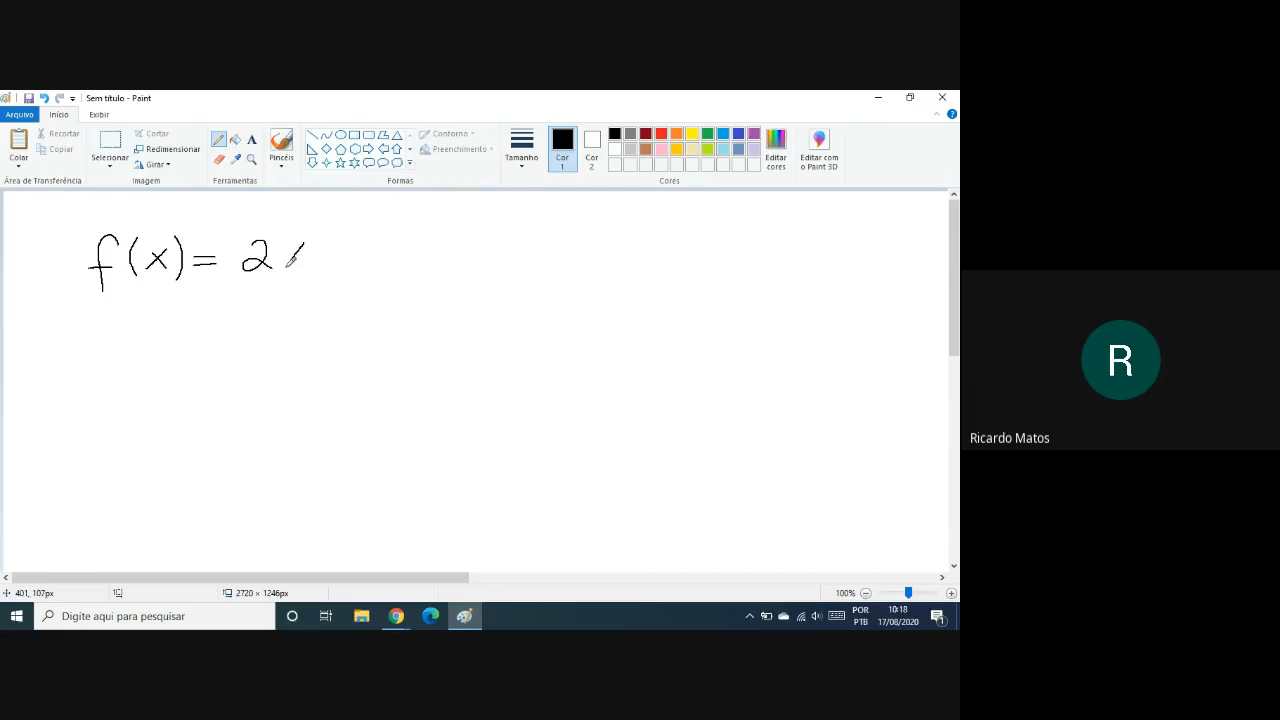 Sem título - Paint
Arquivo Início Exibir
Colar
Recortar
Copiar
Área de Transferência
Selecionar
Cortar
Redimensionar
Girar
Imagem
A
Ferramentas
Pincéis
Contorno
Preenchimento
Formas
Tamanho
Cor 1
Cor 2
Editar cores
Cores
Editar com o Paint 3D
f(x)= 2
R
Ricardo Matos
401, 107px
2720 × 1246px
100%
Digite aqui para pesquisar
POR
PTB
10:18
17/08/2020
1